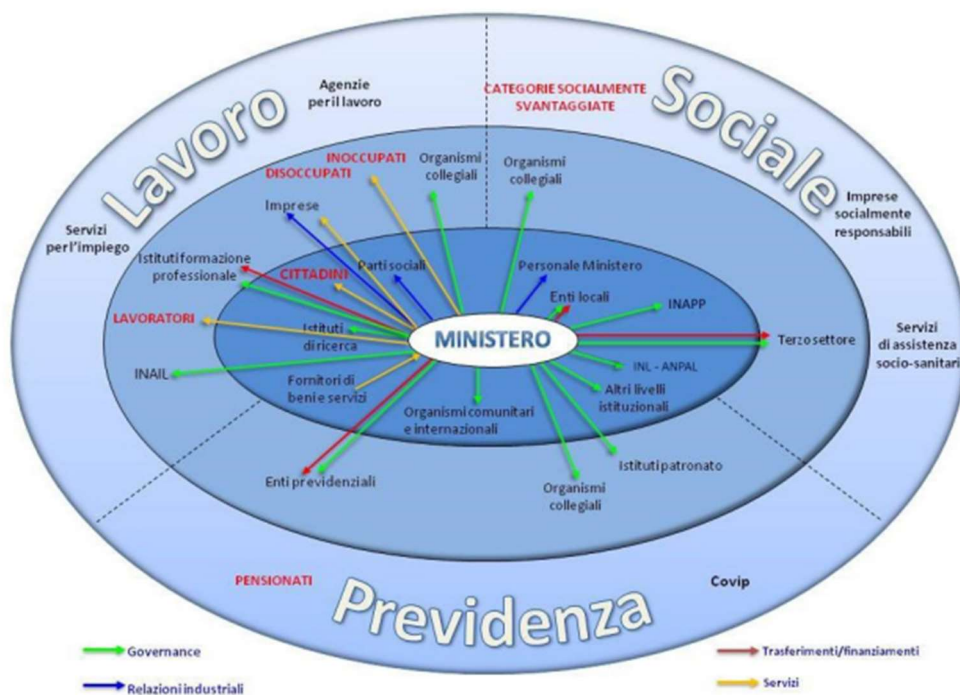 Lavoro
Sociale
Previdenza
Agenzie
per il lavoro
CATEGORIE SOCIALMENTE
SVANTAGGIATE
INOCCUPATI
DISOCCUPATI
Organismi
collegiali
Organismi
collegiali
Imprese
Imprese
socialmente
responsabili
Servizi
per l'impiego
Istituti formazione
professionale
CITTADINI
Parti sociali
Personale Ministero
Enti locali
INAPP
LAVORATORI
Istituti
di ricerca
MINISTERO
Terzo settore
Servizi
di assistenza
socio-sanitari
INAIL
Fornitori di
beni e servizi
INL - ANPAL
Altri livelli
istituzionali
Organismi comunitari
e internazionali
Enti previdenziali
Istituti patronato
Organismi
collegiali
PENSIONATI
Covip
Governance
Relazioni industriali
Trasferimenti/finanziamenti
Servizi